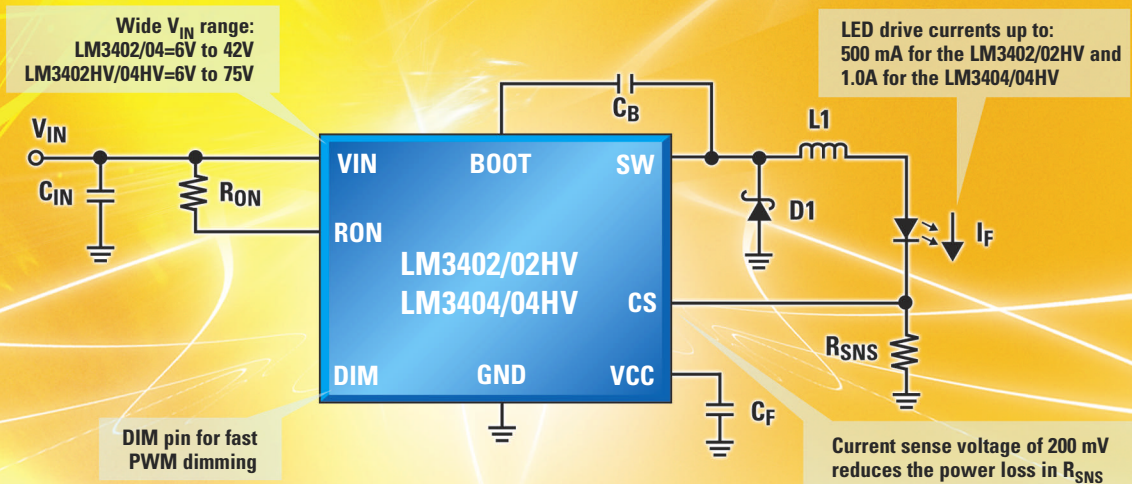 Wide VIN range:
LM3402/04=6V to 42V
LM3402HV/04HV=6V to 75V
LED drive currents up to:
500 mA for the LM3402/02HV and
1.0A for the LM3404/04HV
CB
L1
VIN
CIN
RON
VIN
BOOT
SW
D1
IF
RON
LM3402/02HV
LM3404/04HV
CS
RSNS
DIM
GND
VCC
CF
DIM pin for fast
PWM dimming
Current sense voltage of 200 mV
reduces the power loss in RSNS